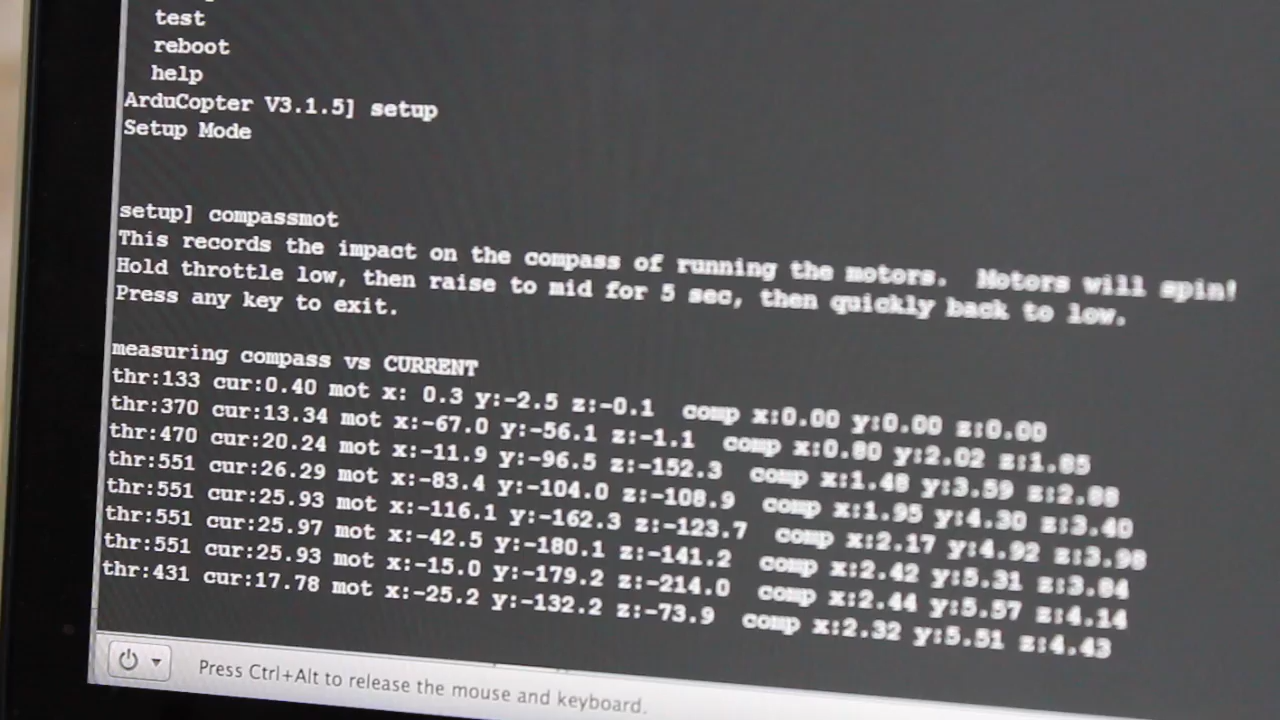 test
reboot
help
ArduCopter V3.1.5] setup
Setup Mode
setup] compassmot
This records the impact on the compass of running the motors.  Motors will spin!
Hold throttle low, then raise to mid for 5 sec, then quickly back to low.
Press any key to exit.
measuring compass vs CURRENT
thr:133 cur:0.40 mot x: 0.3 y:-2.5 z:-0.1  comp x:0.00 y:0.00 z:0.00
thr:370 cur:13.34 mot x:-67.0 y:-56.1 z:-1.1  comp x:0.80 y:2.02 z:1.85
thr:470 cur:20.24 mot x:-11.9 y:-96.5 z:-152.3  comp x:1.48 y:3.59 z:2.88
thr:551 cur:26.29 mot x:-83.4 y:-104.0 z:-108.9  comp x:1.95 y:4.30 z:3.40
thr:551 cur:25.93 mot x:-116.1 y:-162.3 z:-123.7  comp x:2.17 y:4.92 z:3.98
thr:551 cur:25.97 mot x:-42.5 y:-180.1 z:-141.2  comp x:2.42 y:5.31 z:3.84
thr:551 cur:25.93 mot x:-15.0 y:-179.2 z:-214.0  comp x:2.44 y:5.57 z:4.14
thr:431 cur:17.78 mot x:-25.2 y:-132.2 z:-73.9  comp x:2.32 y:5.51 z:4.43
Press Ctrl+Alt to release the mouse and keyboard.